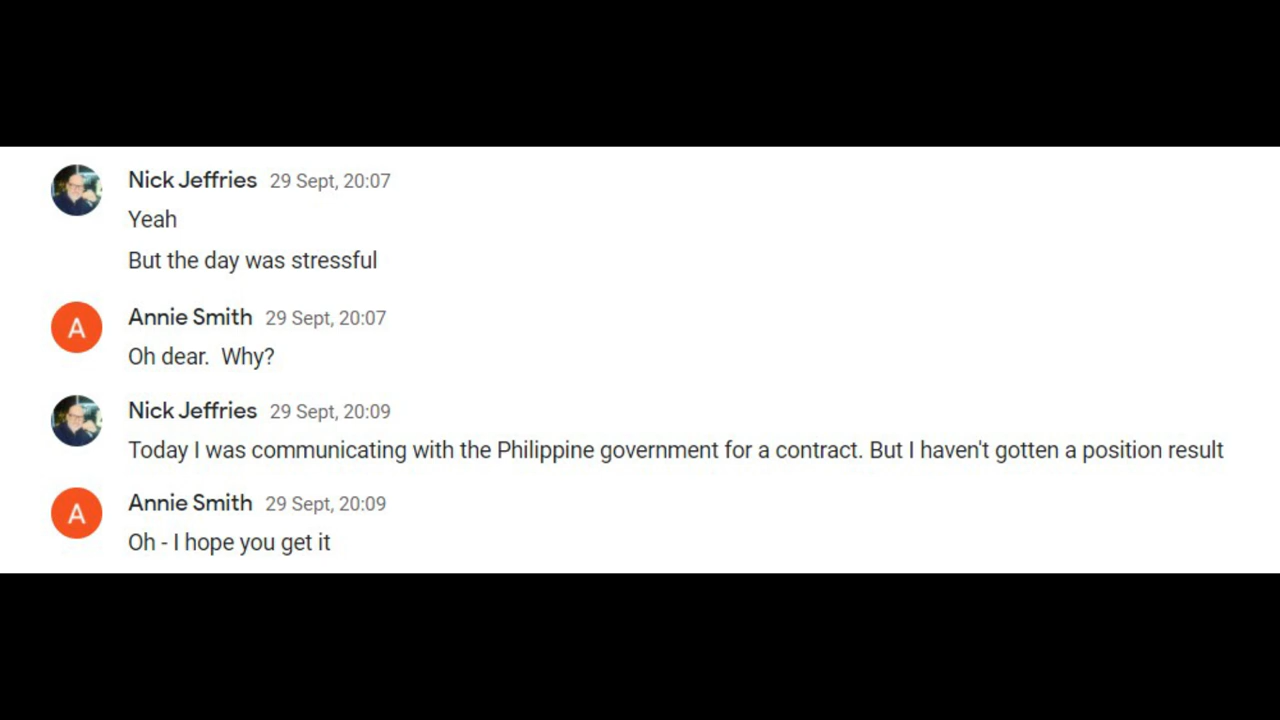 Nick Jeffries 29 Sept, 20:07
Yeah
But the day was stressful
Annie Smith 29 Sept, 20:07
A
Oh dear.  Why?
Nick Jeffries 29 Sept, 20:09
Today I was communicating with the Philippine government for a contract. But I haven't gotten a position result
Annie Smith 29 Sept, 20:09
A
Oh - I hope you get it